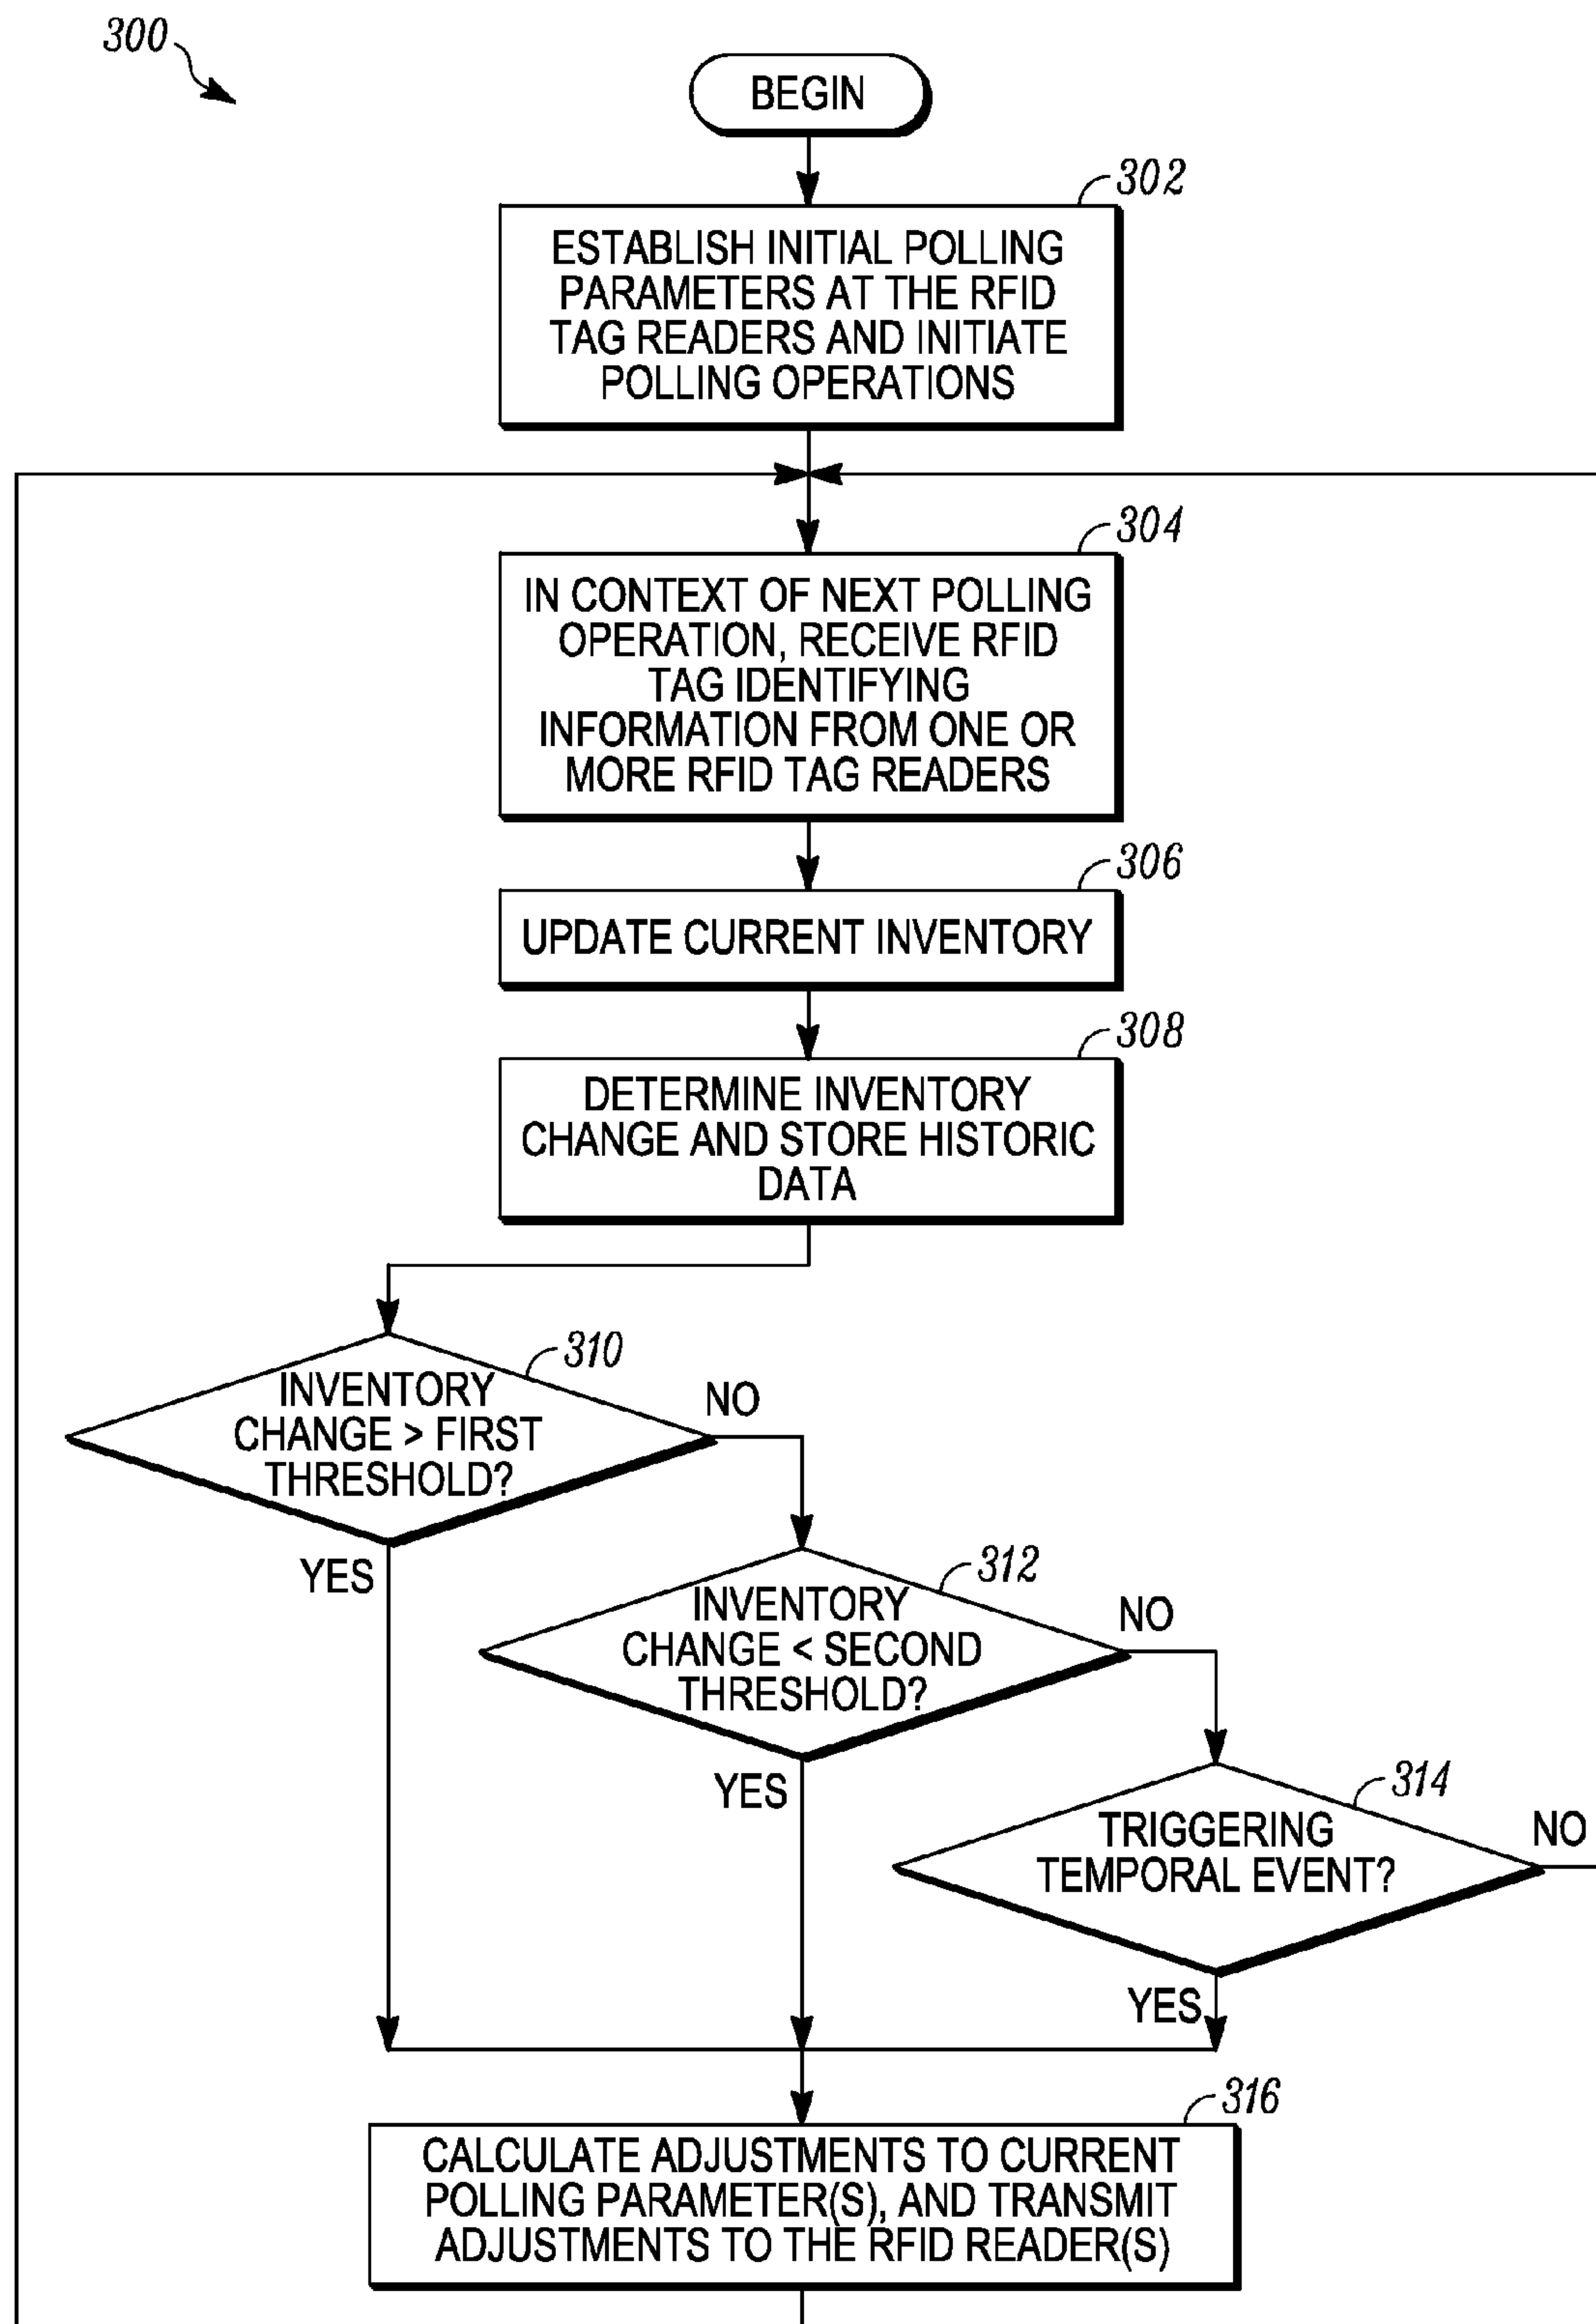 300
BEGIN
302
ESTABLISH INITIAL POLLING
PARAMETERS AT THE RFID
TAG READERS AND INITIATE
POLLING OPERATIONS
304
IN CONTEXT OF NEXT POLLING
OPERATION, RECEIVE RFID
TAG IDENTIFYING
INFORMATION FROM ONE OR
MORE RFID TAG READERS
306
UPDATE CURRENT INVENTORY
308
DETERMINE INVENTORY
CHANGE AND STORE HISTORIC
DATA
310
INVENTORY
CHANGE > FIRST
THRESHOLD?
NO
YES
312
INVENTORY
CHANGE < SECOND
THRESHOLD?
NO
YES
314
TRIGGERING
TEMPORAL EVENT?
NO
YES
316
CALCULATE ADJUSTMENTS TO CURRENT
POLLING PARAMETER(S), AND TRANSMIT
ADJUSTMENTS TO THE RFID READER(S)